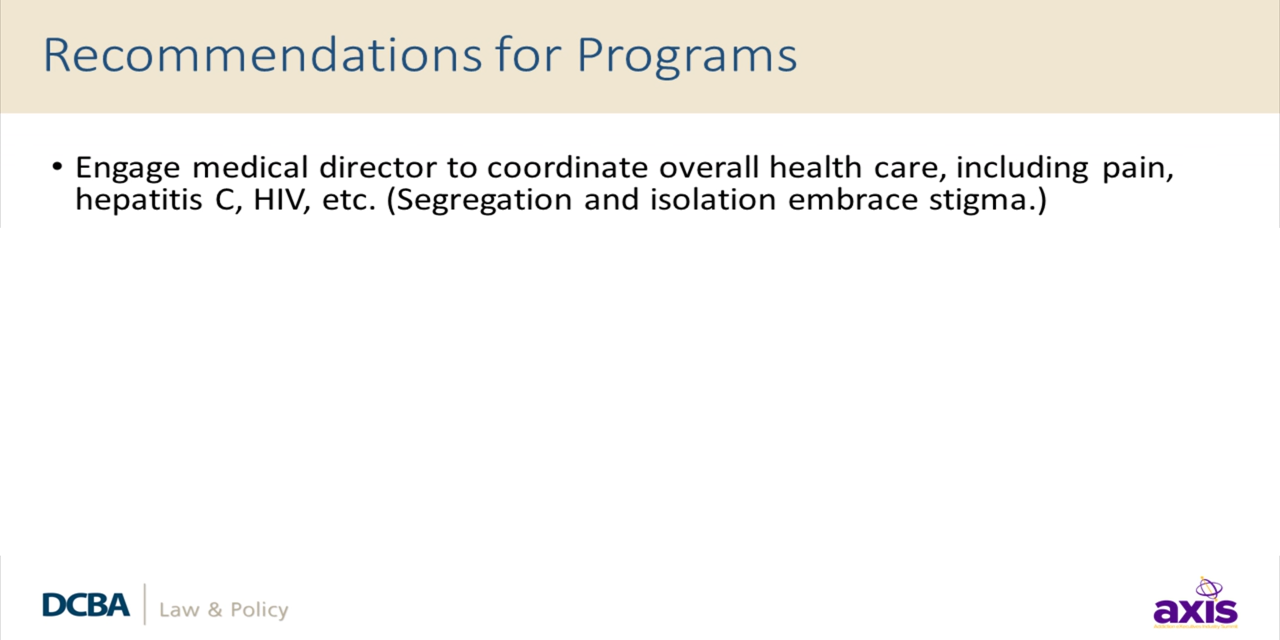 Recommendations for Programs
• Engage medical director to coordinate overall health care, including pain,
hepatitis C, HIV, etc. (Segregation and isolation embrace stigma.)
DCBA Law & Policy
axis